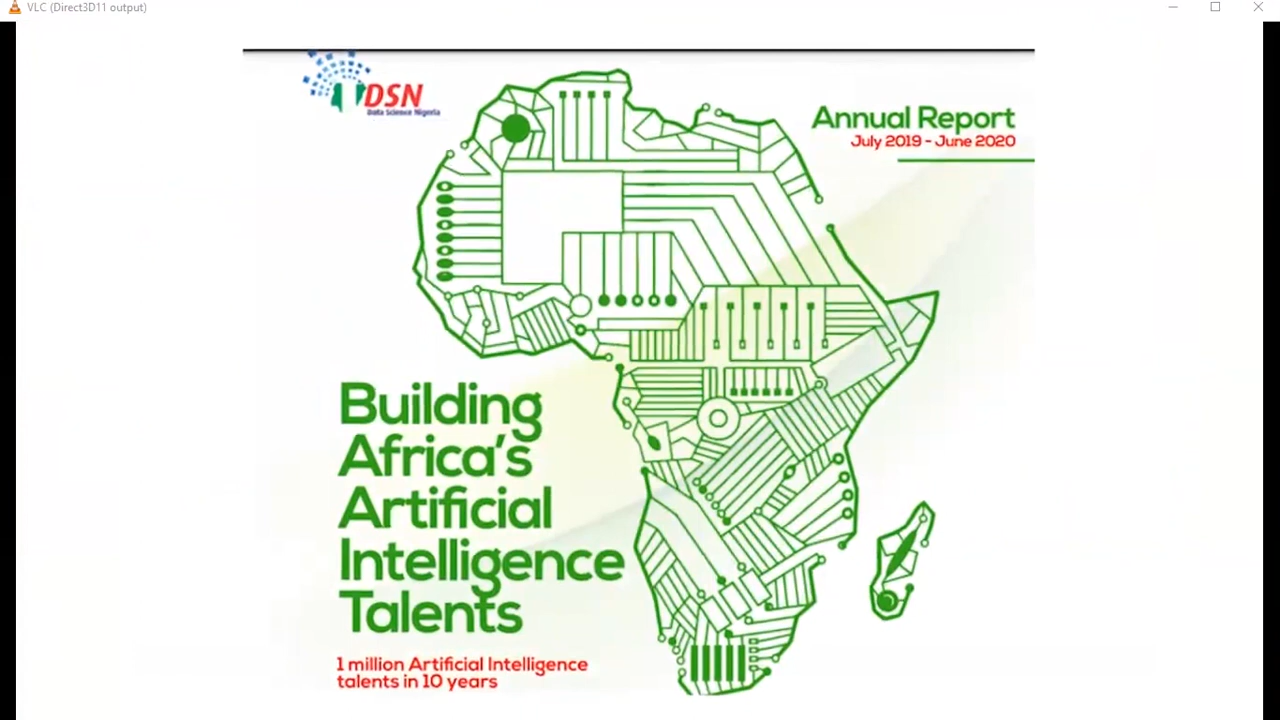 VLC (Direct3D11 output)
DSN
Data Science Nigeria
Annual Report
July 2019 - June 2020
Building
Africa's
Artificial
Intelligence
Talents
1 million Artificial Intelligence
talents in 10 years